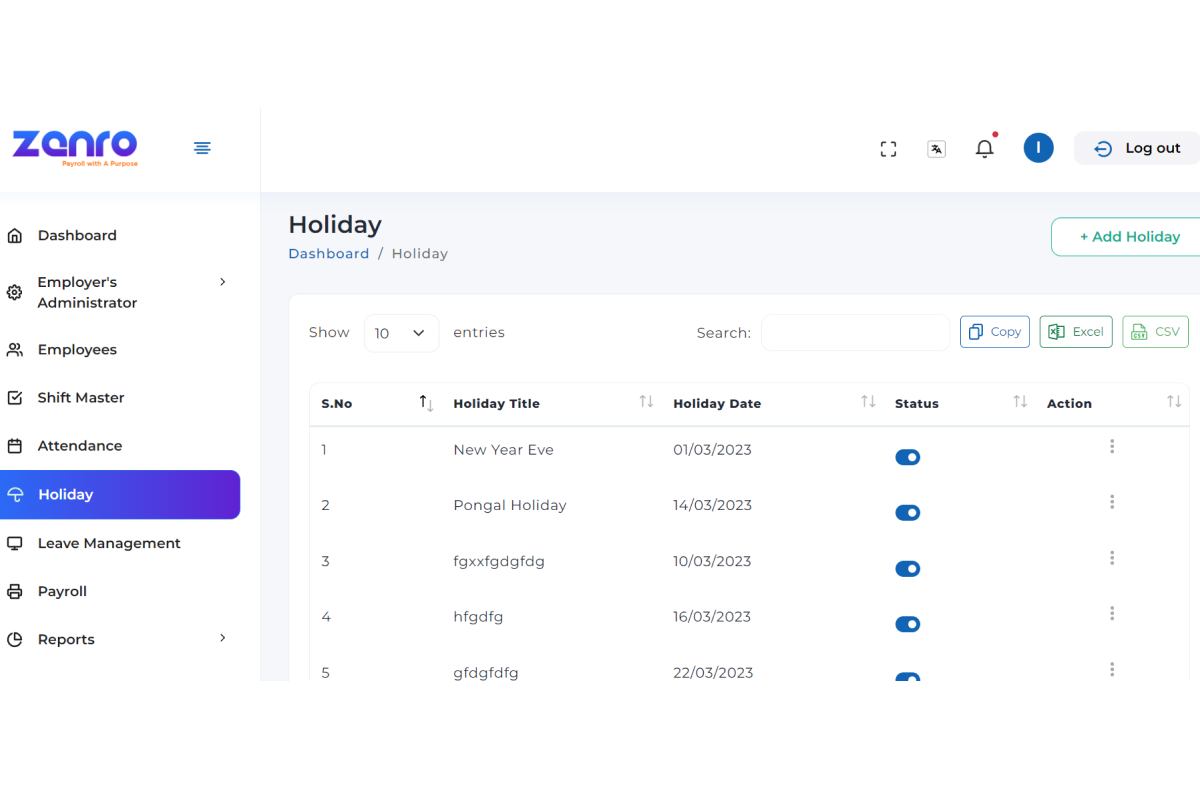 zenro
Payroll with A Purpose
I
Log out
Dashboard
Employer's
Administrator
Employees
Shift Master
Attendance
Holiday
Leave Management
Payroll
Reports
Holiday
Dashboard / Holiday
+ Add Holiday
Show 10 entries Search: Copy Excel CSV
S.No Holiday Title Holiday Date Status Action
1 New Year Eve 01/03/2023
2 Pongal Holiday 14/03/2023
3 fgxxfgdgfdg 10/03/2023
4 hfgdfg 16/03/2023
5 gfdgfdfg 22/03/2023